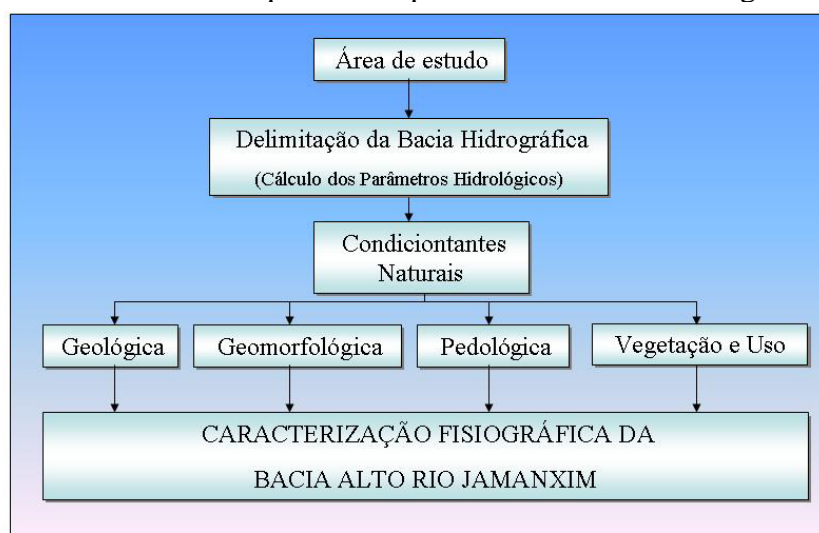 Área de estudo
Delimitação da Bacia Hidrográfica
(Cálculo dos Parâmetros Hidrológicos)
Condiciontantes
Naturais
Geológica
Geomorfológica
Pedológica
Vegetação e Uso
CARACTERIZAÇÃO FISIOGRÁFICA DA
BACIA ALTO RIO JAMANXIM